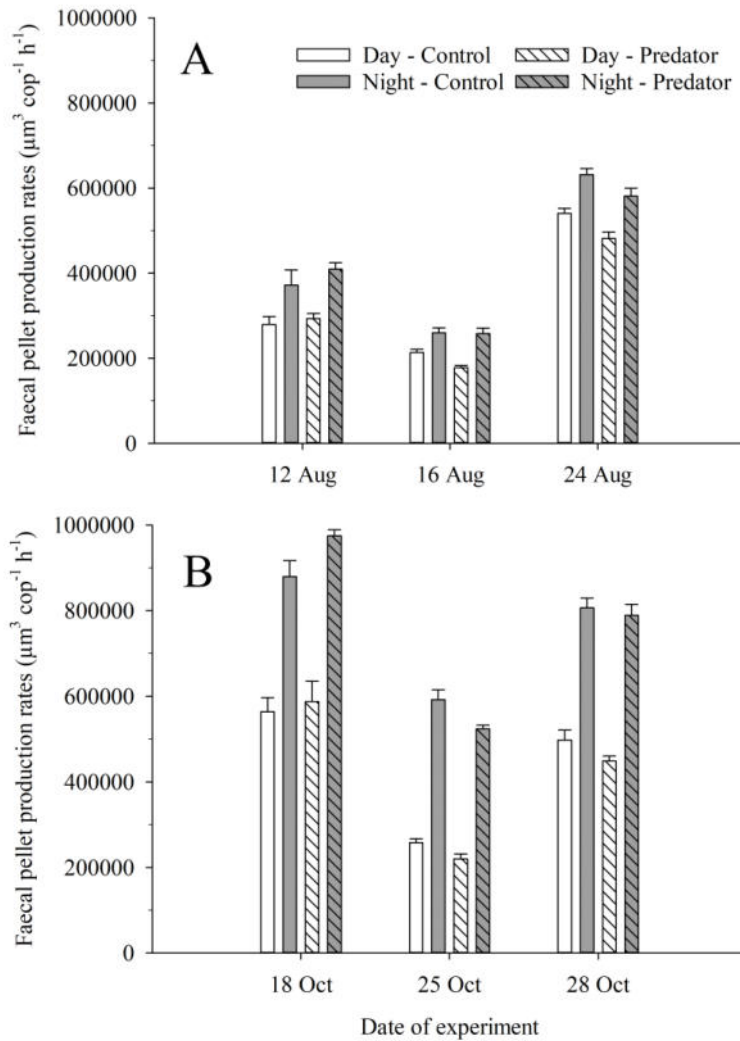 A
Day - Control
Day - Predator
Night - Control
Night - Predator
Faecal pellet production rates (µm³ cop⁻¹ h⁻¹)
1000000
800000
600000
400000
200000
0
12 Aug
16 Aug
24 Aug
B
Faecal pellet production rates (µm³ cop⁻¹ h⁻¹)
1000000
800000
600000
400000
200000
0
18 Oct
25 Oct
28 Oct
Date of experiment